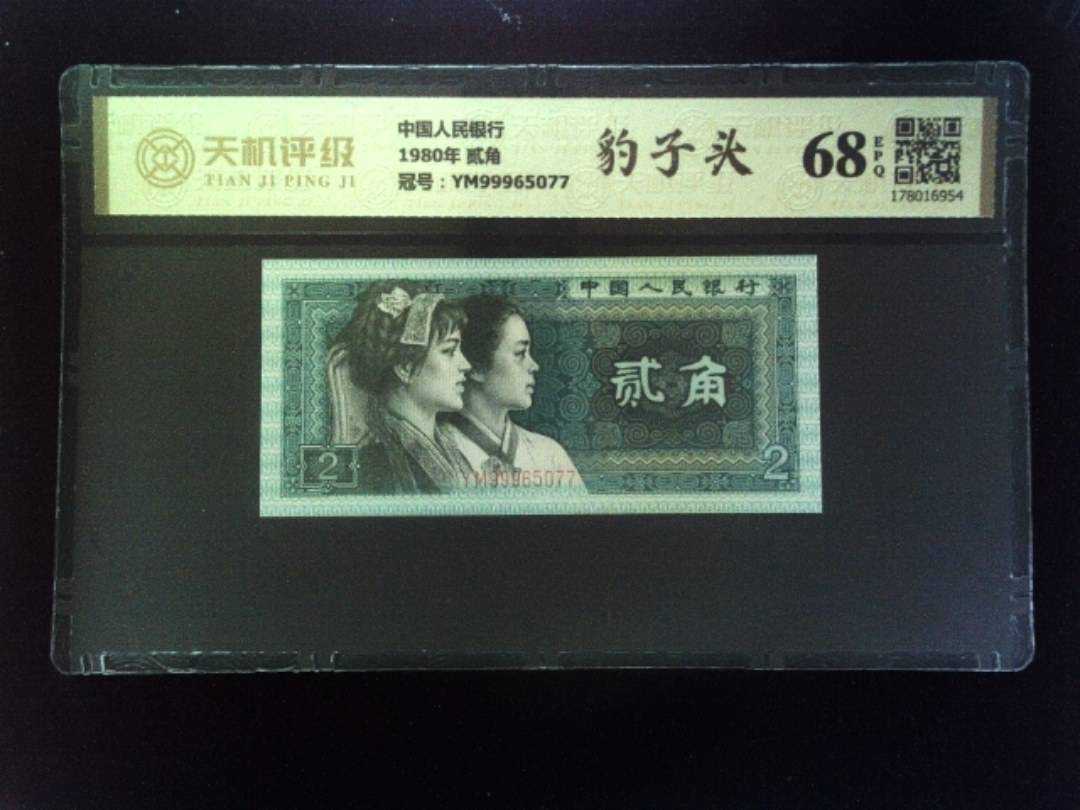 天机评级
TIAN JI PING JI
中国人民银行
1980年 贰角
冠号：YM99965077
豹子头
68
EPQ
178016954
中国人民银行
贰角
2
2
YM99965077